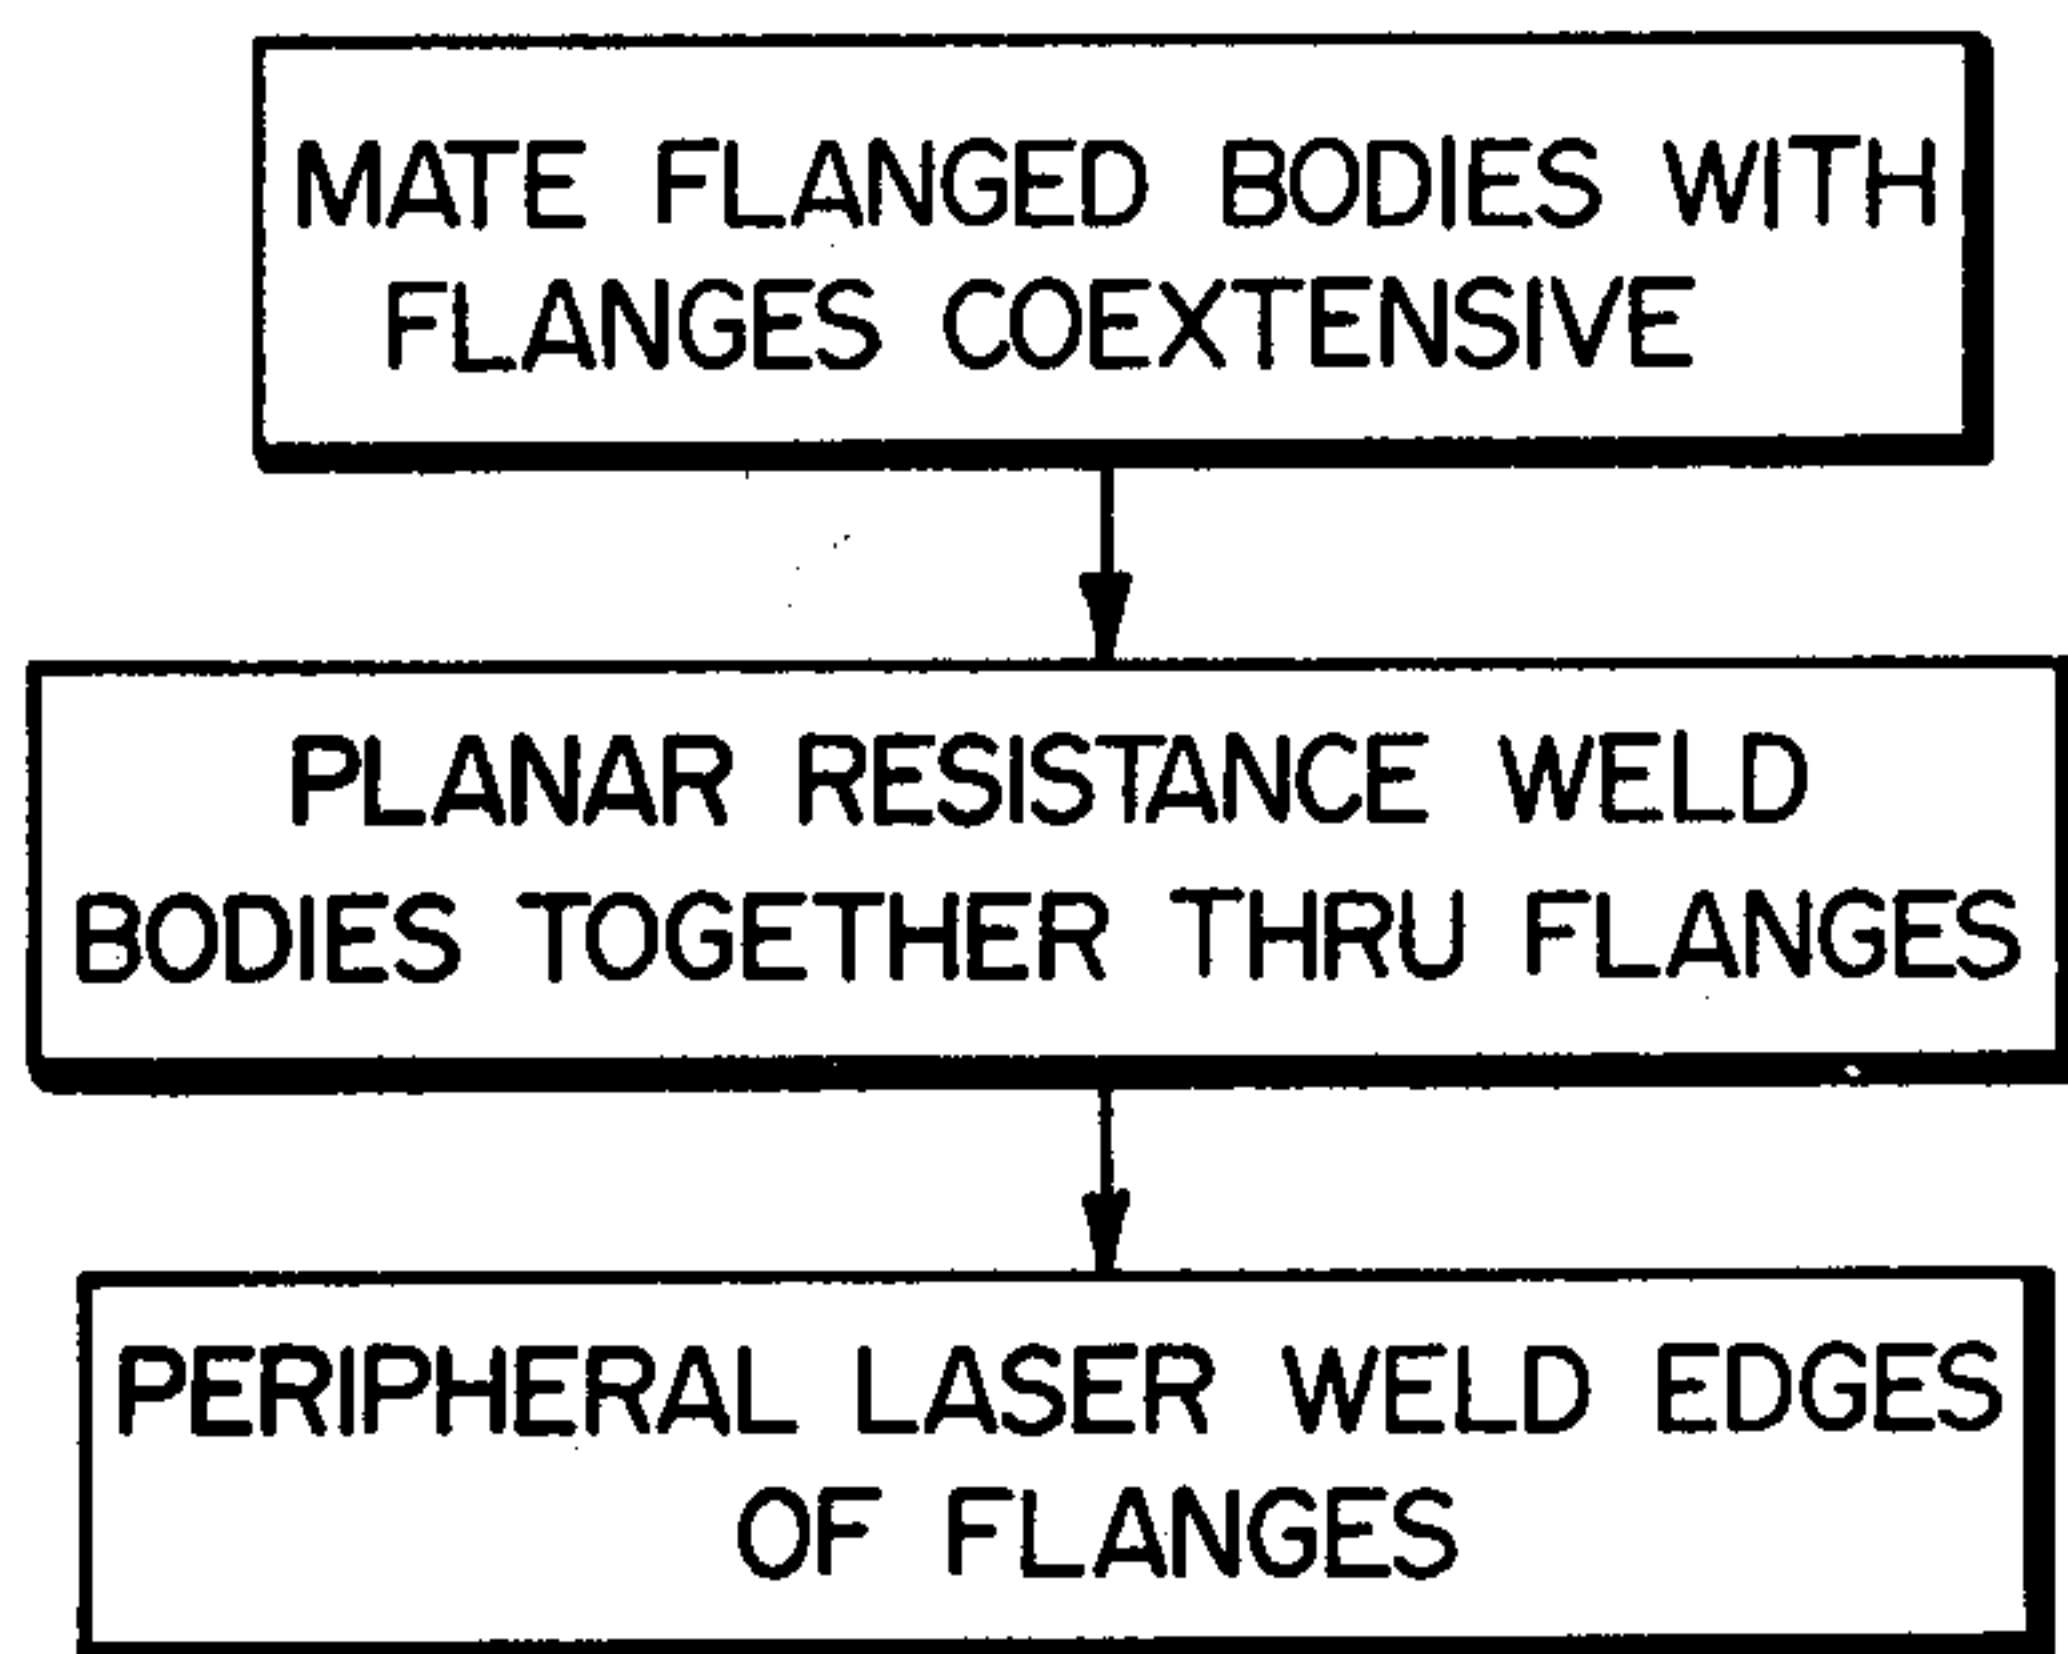 MATE FLANGED BODIES WITH
FLANGES COEXTENSIVE
PLANAR RESISTANCE WELD
BODIES TOGETHER THRU FLANGES
PERIPHERAL LASER WELD EDGES
OF FLANGES